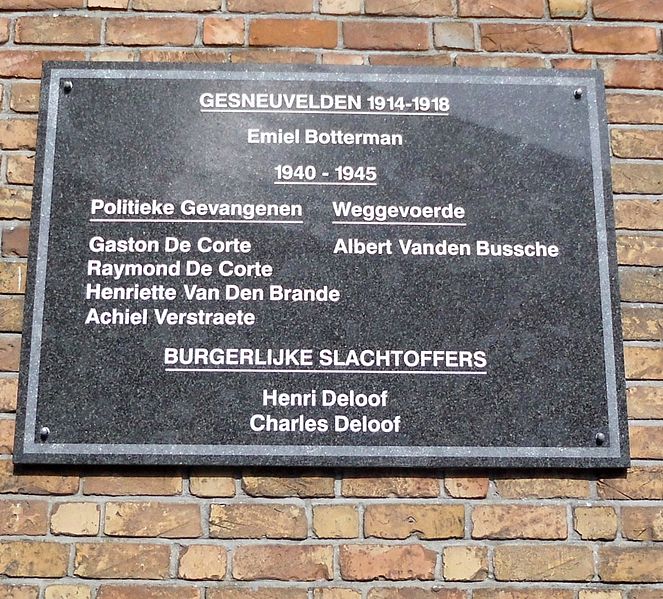 GESNEUVELDEN 1914-1918
Emiel Botterman
1940 - 1945
Politieke Gevangenen Weggevoerde
Gaston De Corte Albert Vanden Bussche
Raymond De Corte
Henriette Van Den Brande
Achiel Verstraete
BURGERLIJKE SLACHTOFFERS
Henri Deloof
Charles Deloof